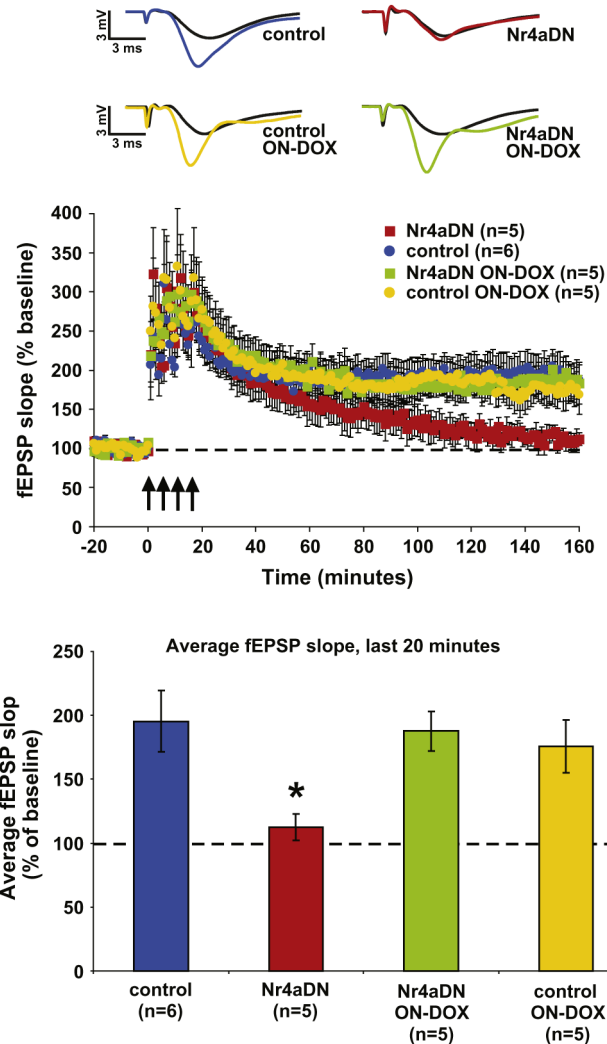 3 mV
3 ms
control
Nr4aDN
3 mV
3 ms
control
ON-DOX
Nr4aDN
ON-DOX
fEPSP slope (% baseline)
400
350
300
250
200
150
100
50
0
Nr4aDN (n=5)
control (n=6)
Nr4aDN ON-DOX (n=5)
control ON-DOX (n=5)
-20 0 20 40 60 80 100 120 140 160
Time (minutes)
Average fEPSP slope, last 20 minutes
Average fEPSP slop
(% of baseline)
250
200
150
100
50
0
*
control
(n=6)
Nr4aDN
(n=5)
Nr4aDN
ON-DOX
(n=5)
control
ON-DOX
(n=5)